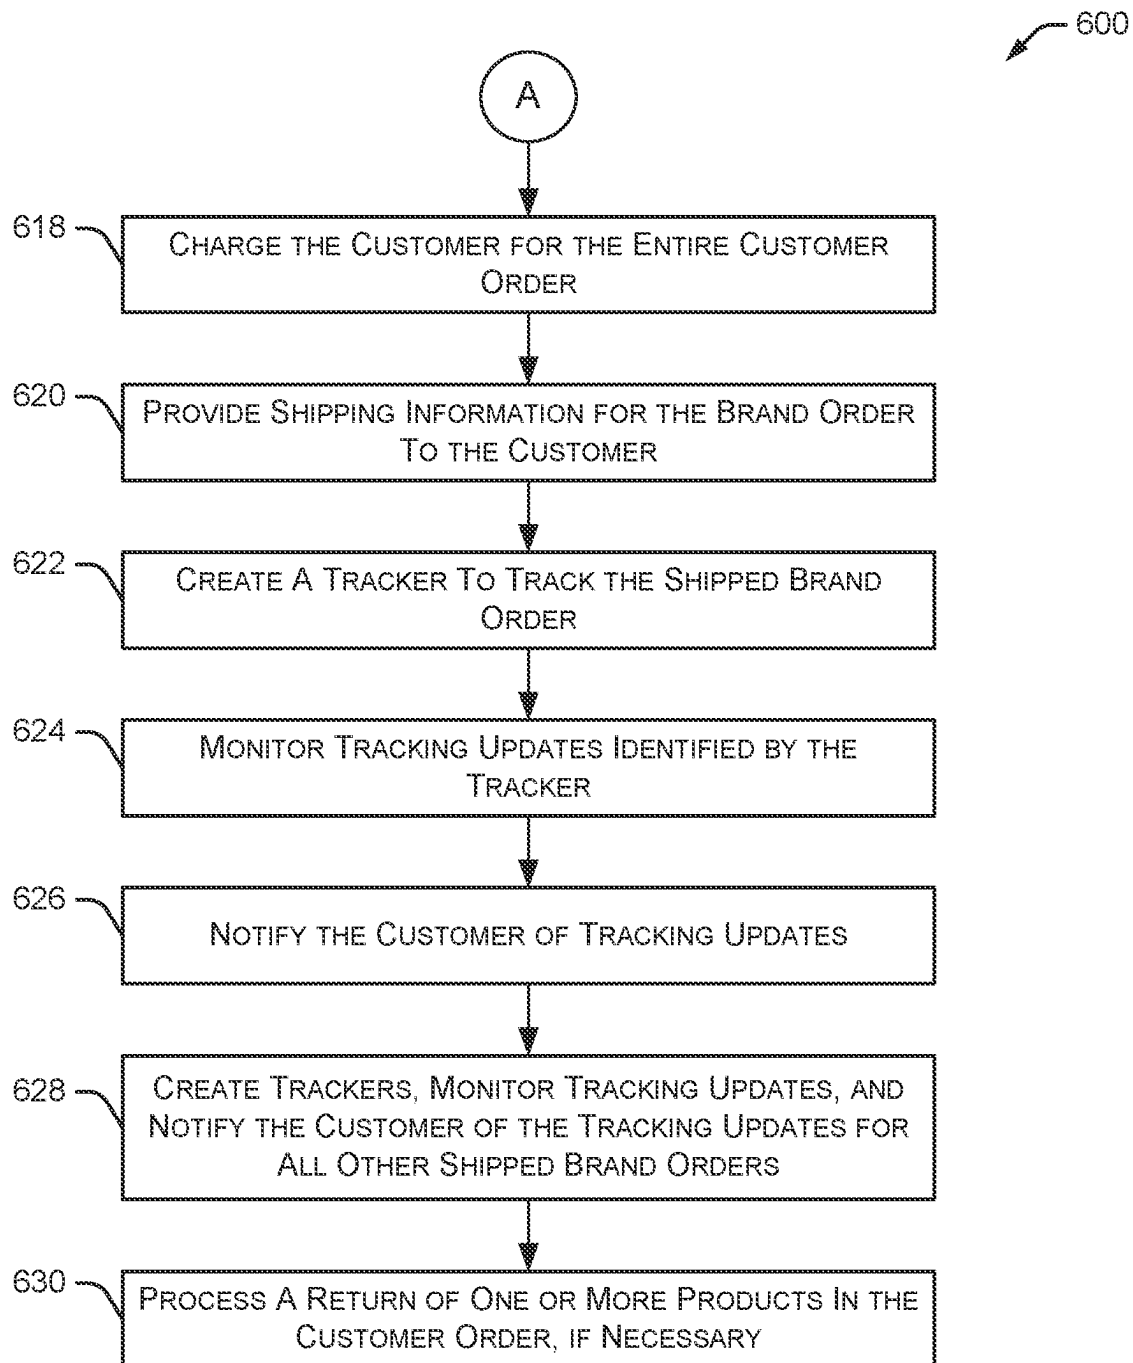 600
A
618
CHARGE THE CUSTOMER FOR THE ENTIRE CUSTOMER
ORDER
620
PROVIDE SHIPPING INFORMATION FOR THE BRAND ORDER
TO THE CUSTOMER
622
CREATE A TRACKER TO TRACK THE SHIPPED BRAND
ORDER
624
MONITOR TRACKING UPDATES IDENTIFIED BY THE
TRACKER
626
NOTIFY THE CUSTOMER OF TRACKING UPDATES
628
CREATE TRACKERS, MONITOR TRACKING UPDATES, AND
NOTIFY THE CUSTOMER OF THE TRACKING UPDATES FOR
ALL OTHER SHIPPED BRAND ORDERS
630
PROCESS A RETURN OF ONE OR MORE PRODUCTS IN THE
CUSTOMER ORDER, IF NECESSARY